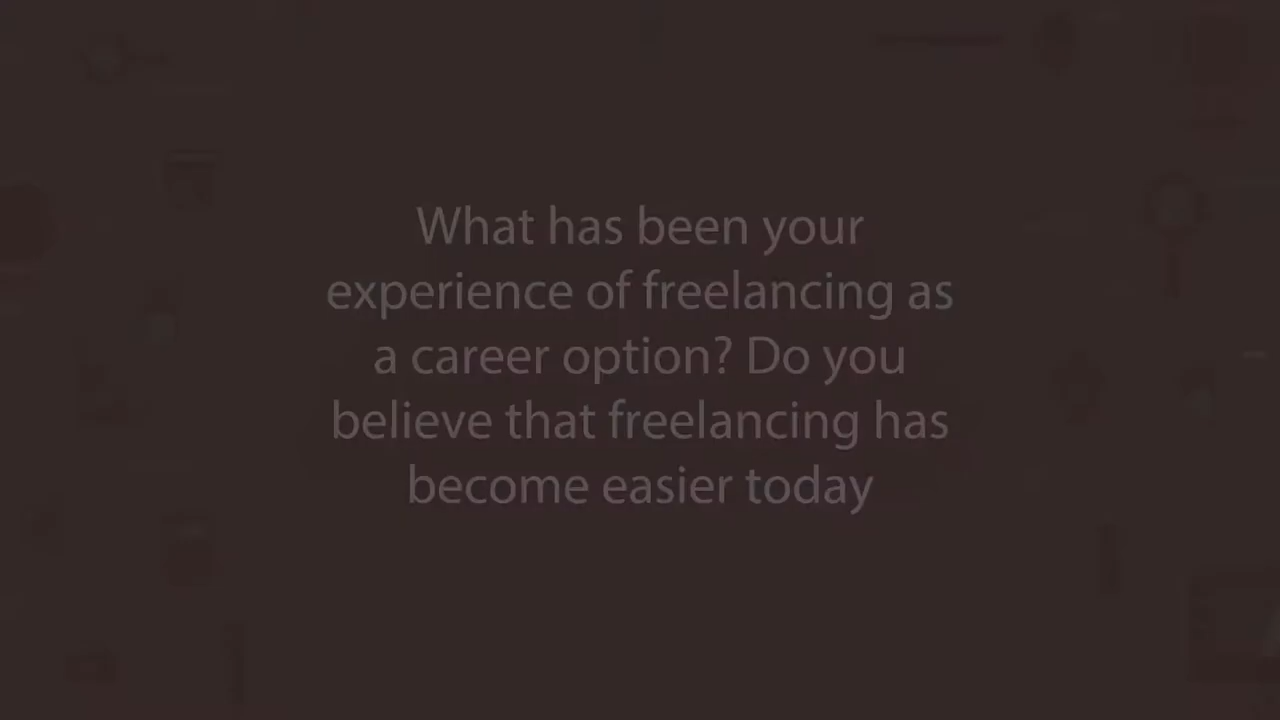 What has been your
experience of freelancing as
a career option? Do you
believe that freelancing has
become easier today